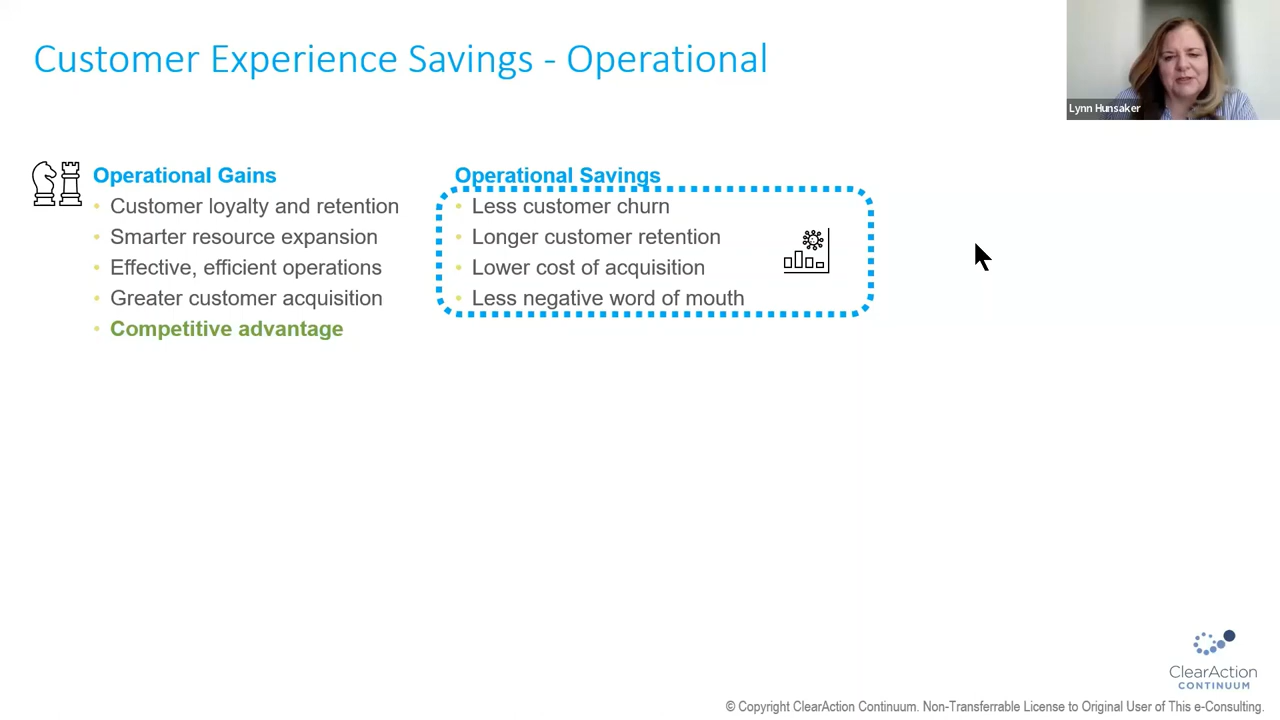 Customer Experience Savings - Operational
Lynn Hunsaker
Operational Gains
• Customer loyalty and retention
• Smarter resource expansion
• Effective, efficient operations
• Greater customer acquisition
• Competitive advantage
Operational Savings
• Less customer churn
• Longer customer retention
• Lower cost of acquisition
• Less negative word of mouth
ClearAction
CONTINUUM
© Copyright ClearAction Continuum. Non-Transferrable License to Original User of This e-Consulting.